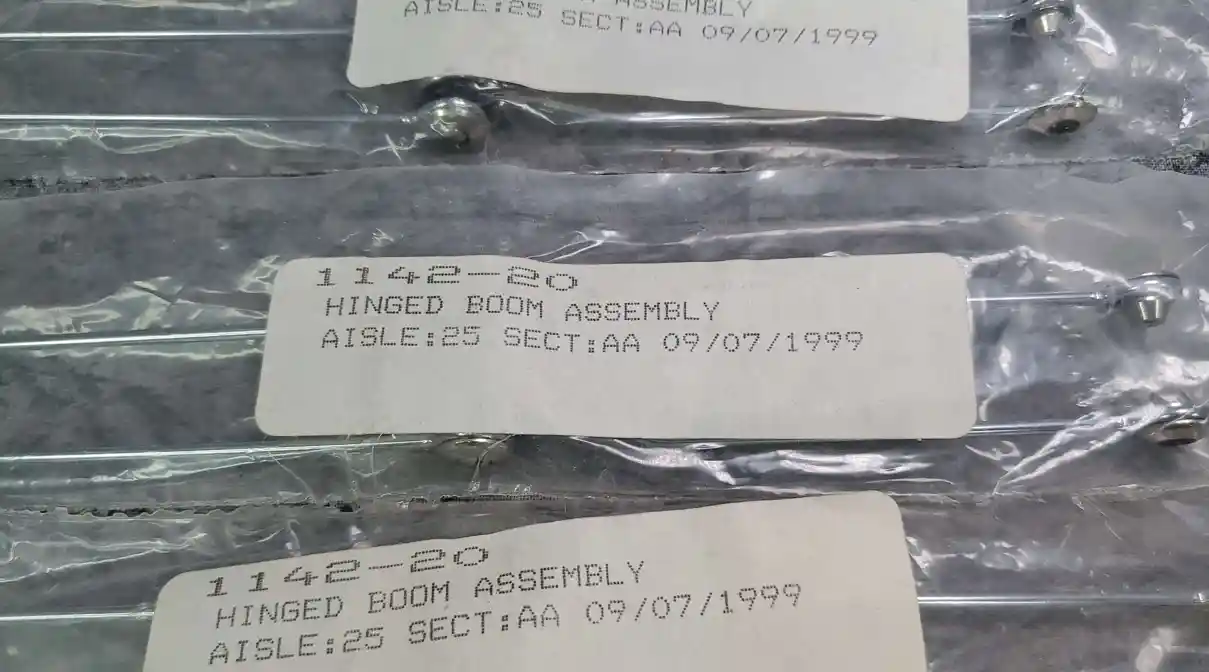 ASSEMBLY
AISLE:25 SECT:AA 09/07/1999
1142-20
HINGED BOOM ASSEMBLY
AISLE:25 SECT:AA 09/07/1999
1142-20
HINGED BOOM ASSEMBLY
AISLE:25 SECT:AA 09/07/1999